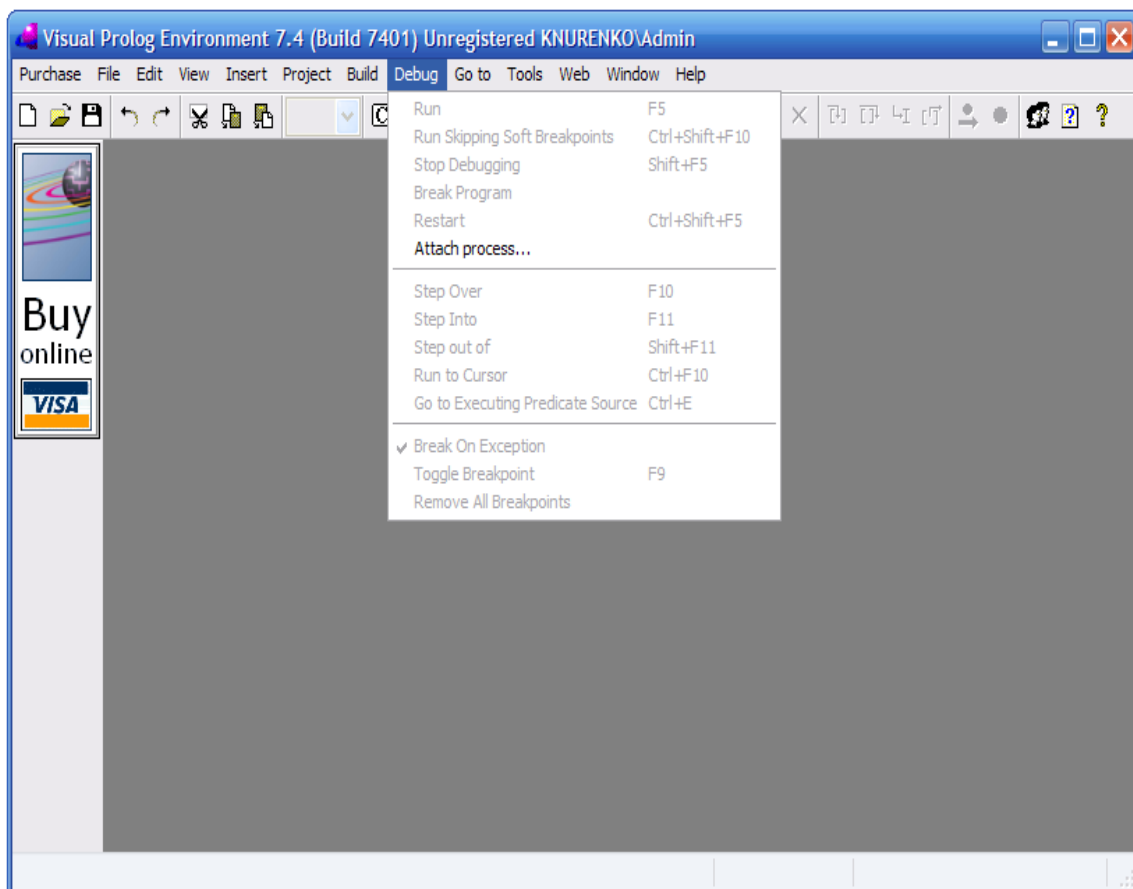 Visual Prolog Environment 7.4 (Build 7401) Unregistered KNURENKO\Admin
Purchase File Edit View Insert Project Build Debug Go to Tools Web Window Help
Run F5
Run Skipping Soft Breakpoints Ctrl+Shift+F10
Stop Debugging Shift+F5
Break Program
Restart Ctrl+Shift+F5
Attach process...
Step Over F10
Step Into F11
Step out of Shift+F11
Run to Cursor Ctrl+F10
Go to Executing Predicate Source Ctrl+E
Break On Exception
Toggle Breakpoint F9
Remove All Breakpoints
Buy
online
VISA